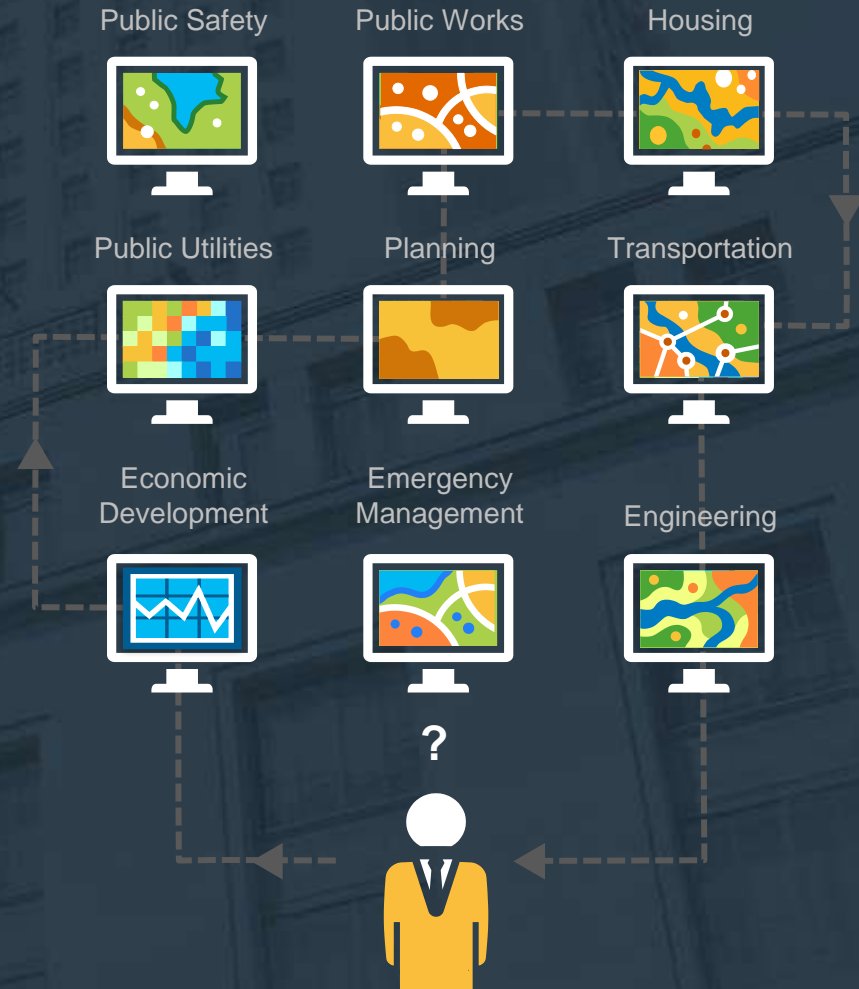 Public Safety
Public Works
Housing
Public Utilities
Planning
Transportation
Economic
Development
Emergency
Management
Engineering
?